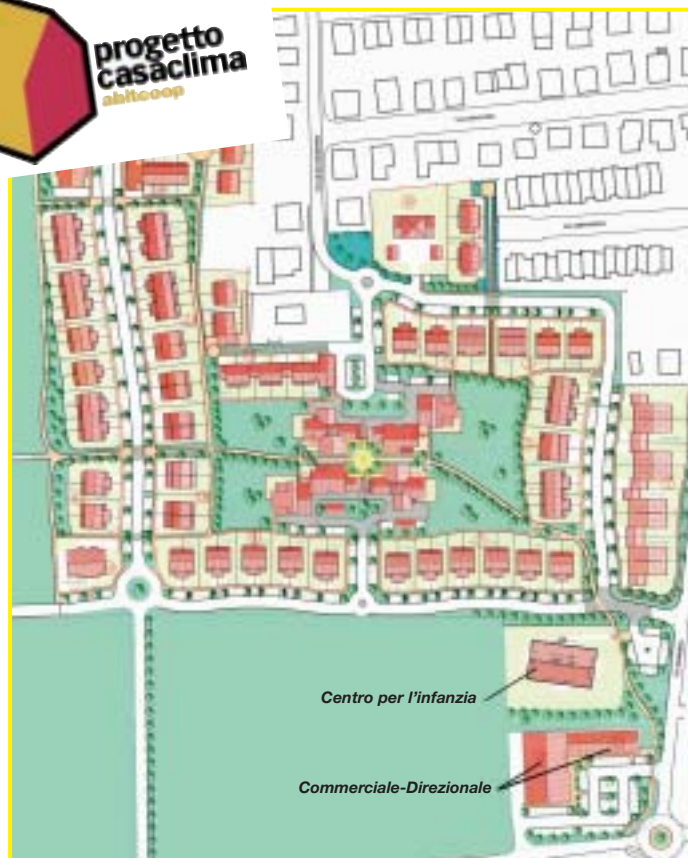 progetto
casaclima
abitcoop
Centro per l'infanzia
Commerciale-Direzionale